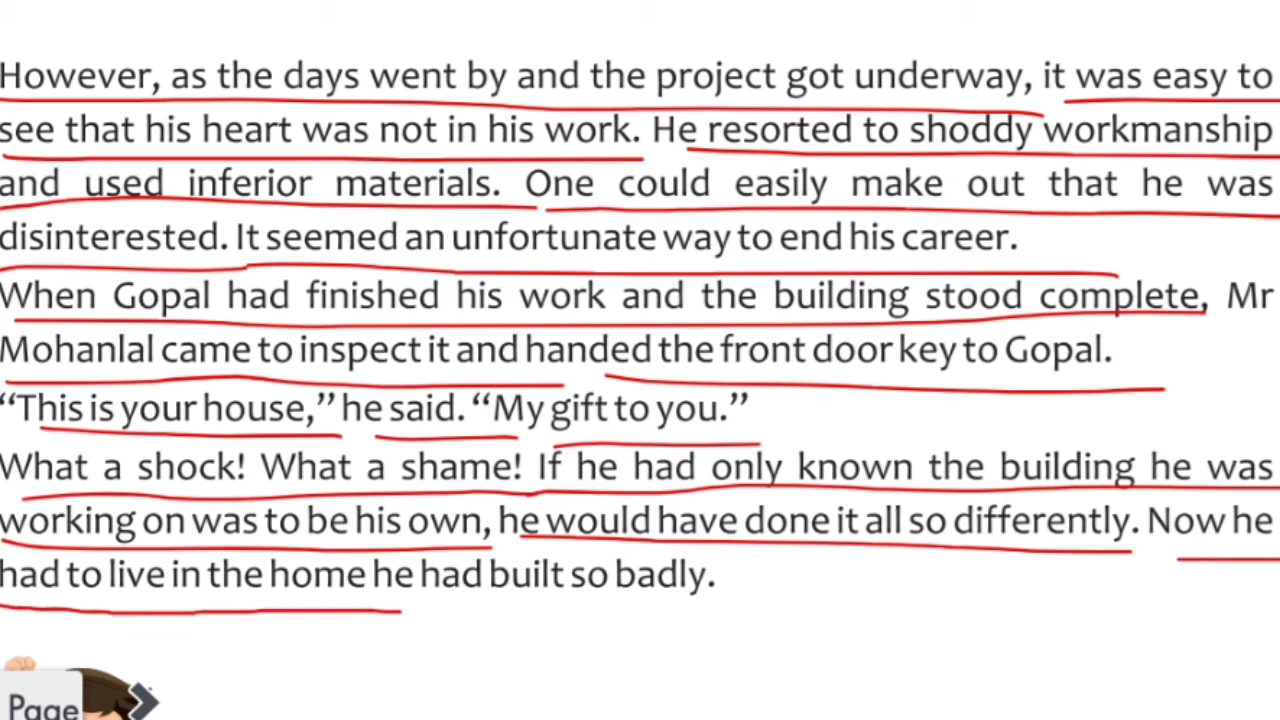 However, as the days went by and the project got underway, it was easy to
see that his heart was not in his work. He resorted to shoddy workmanship
and used inferior materials. One could easily make out that he was
disinterested. It seemed an unfortunate way to end his career.
When Gopal had finished his work and the building stood complete, Mr
Mohanlal came to inspect it and handed the front door key to Gopal.
“This is your house,” he said. “My gift to you.”
What a shock! What a shame! If he had only known the building he was
working on was to be his own, he would have done it all so differently. Now he
had to live in the home he had built so badly.
Page